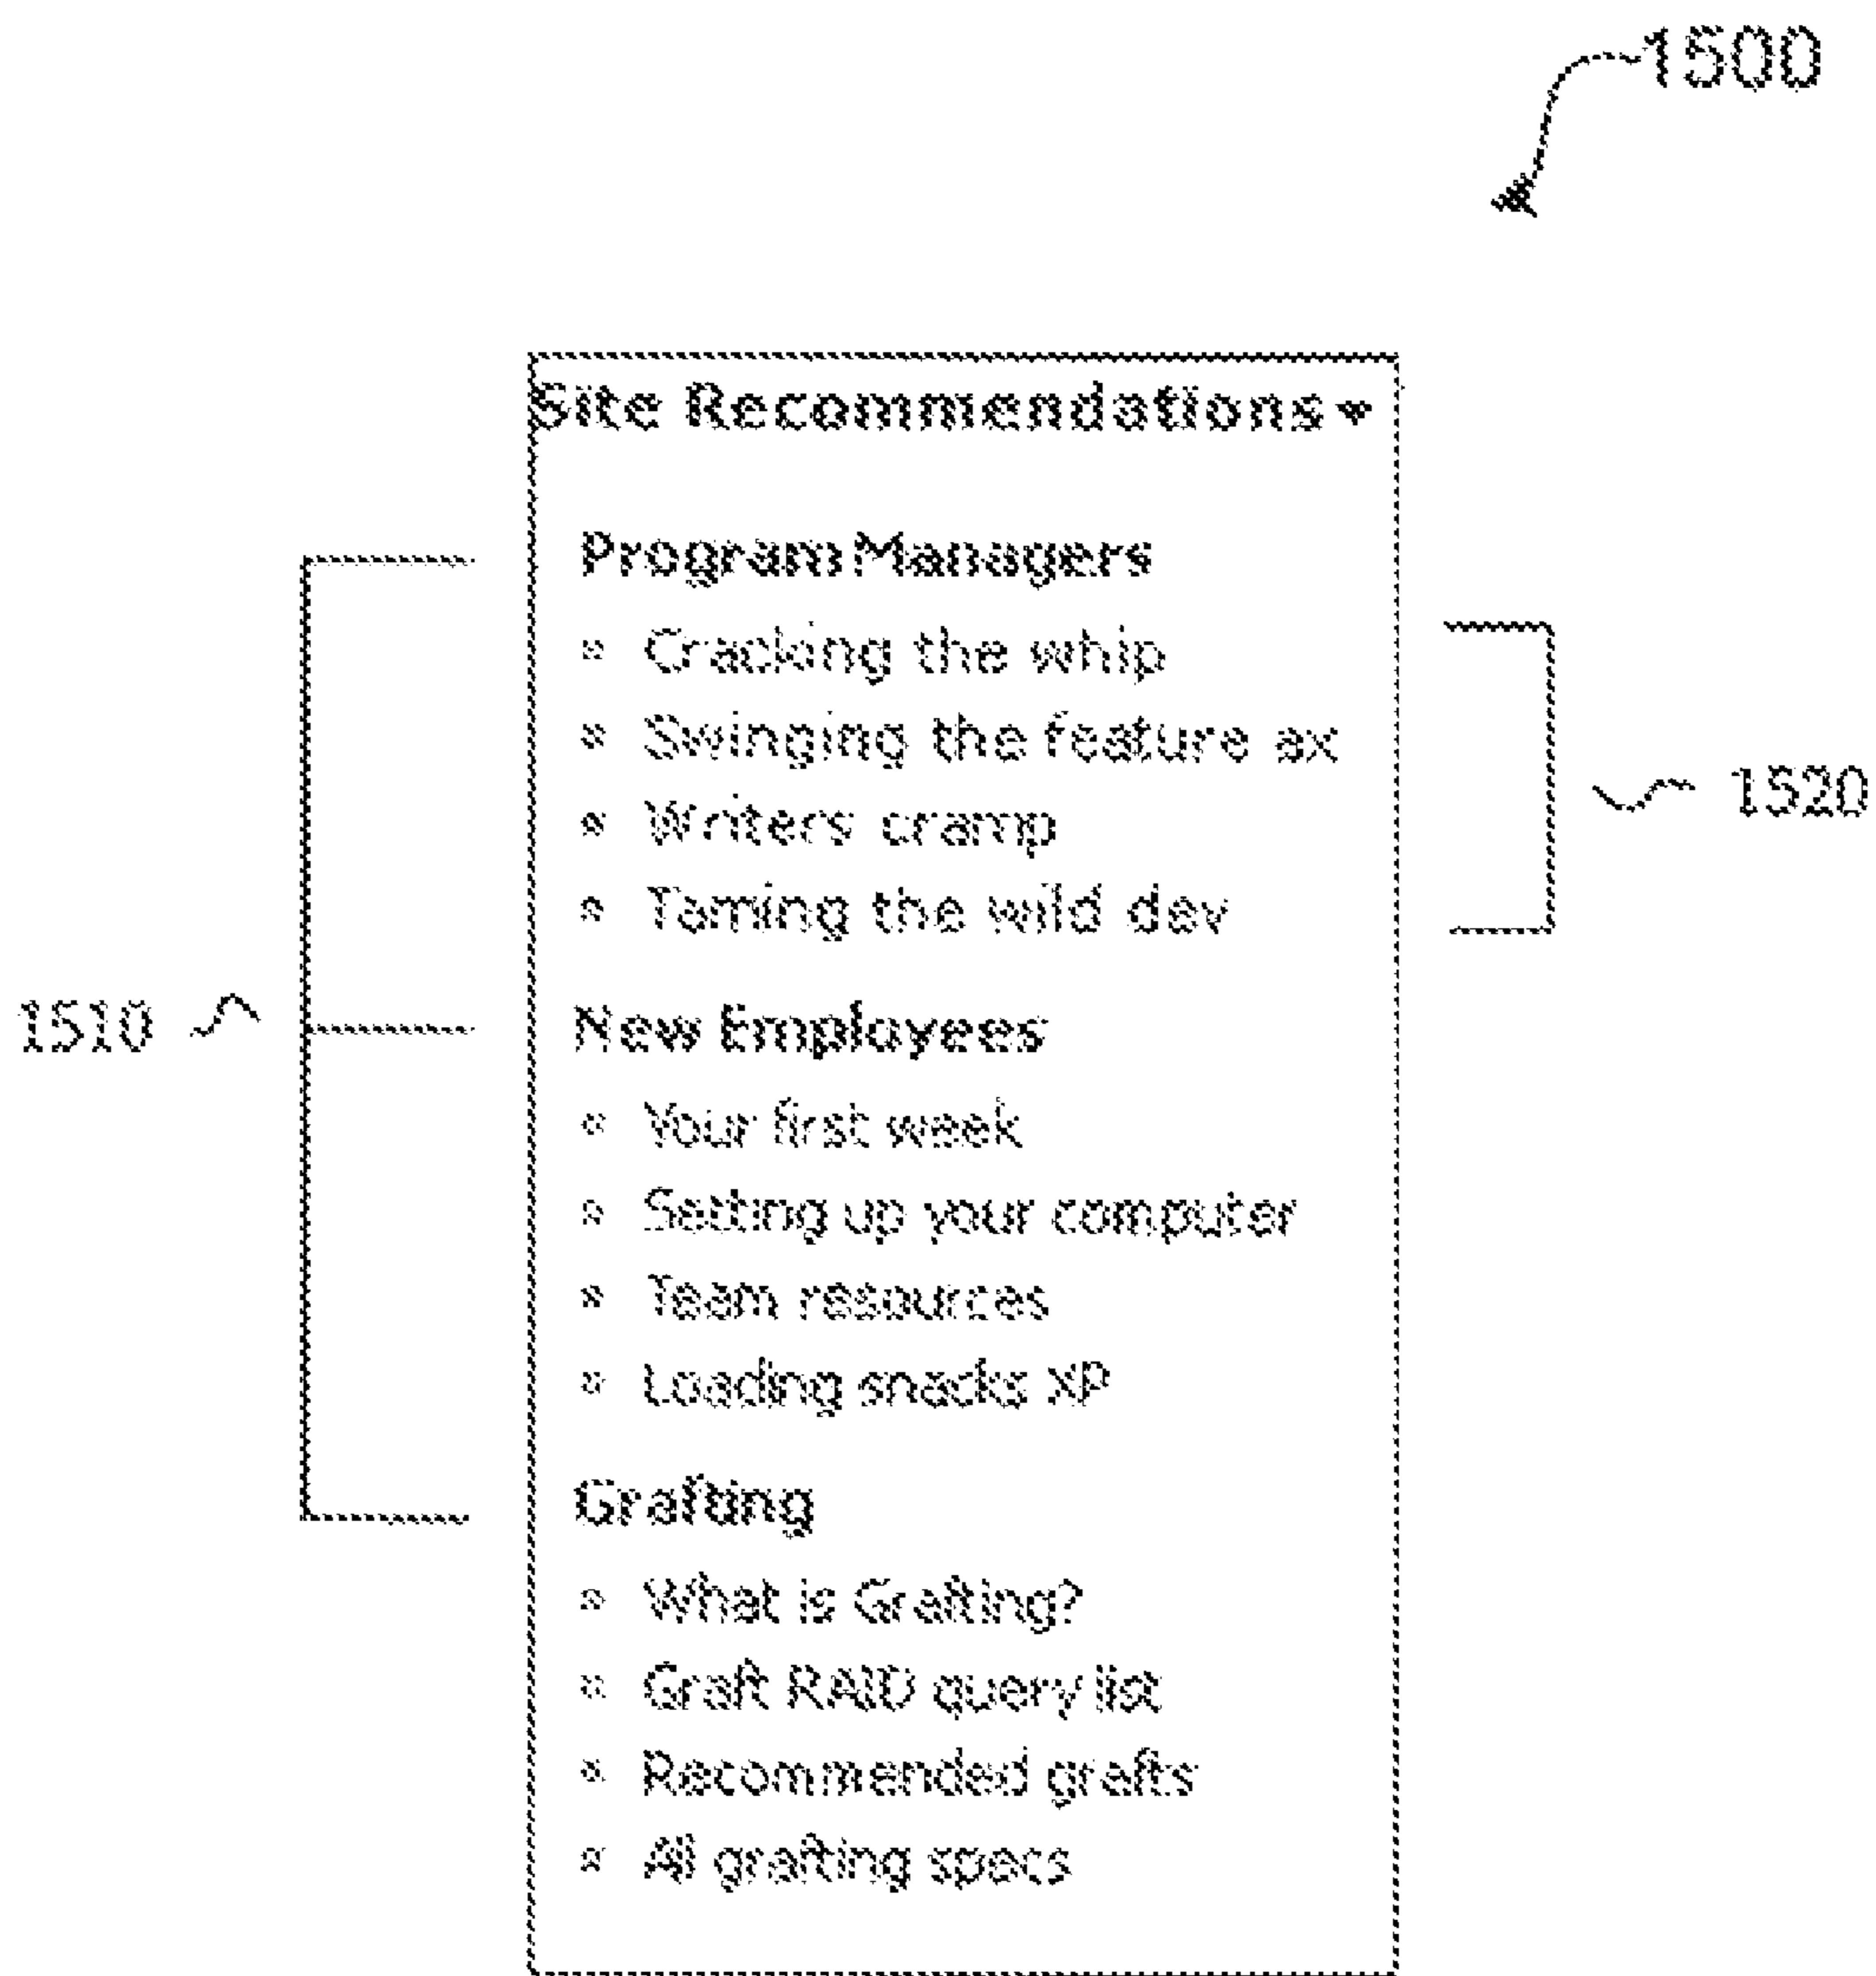 1500
Site Recommendations
Program Managers
Cracking the whip
Swinging the feature ax
Writers cramp
Taming the wild dev
1520
1510
New Employees
Your first week
Setting up your computer
Team resources
Loading snacks XP
Grafting
What is Grafting?
Graft RAID query list
Recommended grafts
All grafting specs